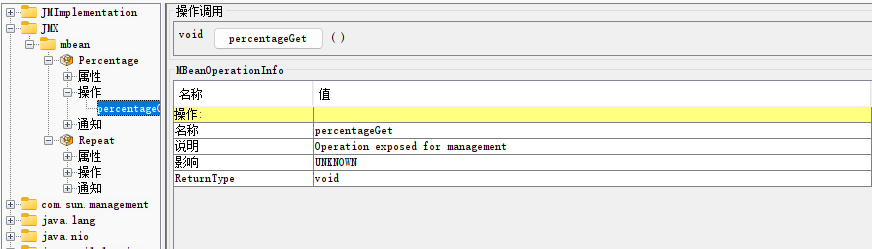 JMImplementation
JMX
mbean
Percentage
属性
操作
percentageG
通知
Repeat
属性
操作
通知
com.sun.management
java.lang
java.nio
操作调用
void percentageGet ( )
MBeanOperationInfo
名称 值
操作:
名称 percentageGet
说明 Operation exposed for management
影响 UNKNOWN
ReturnType void